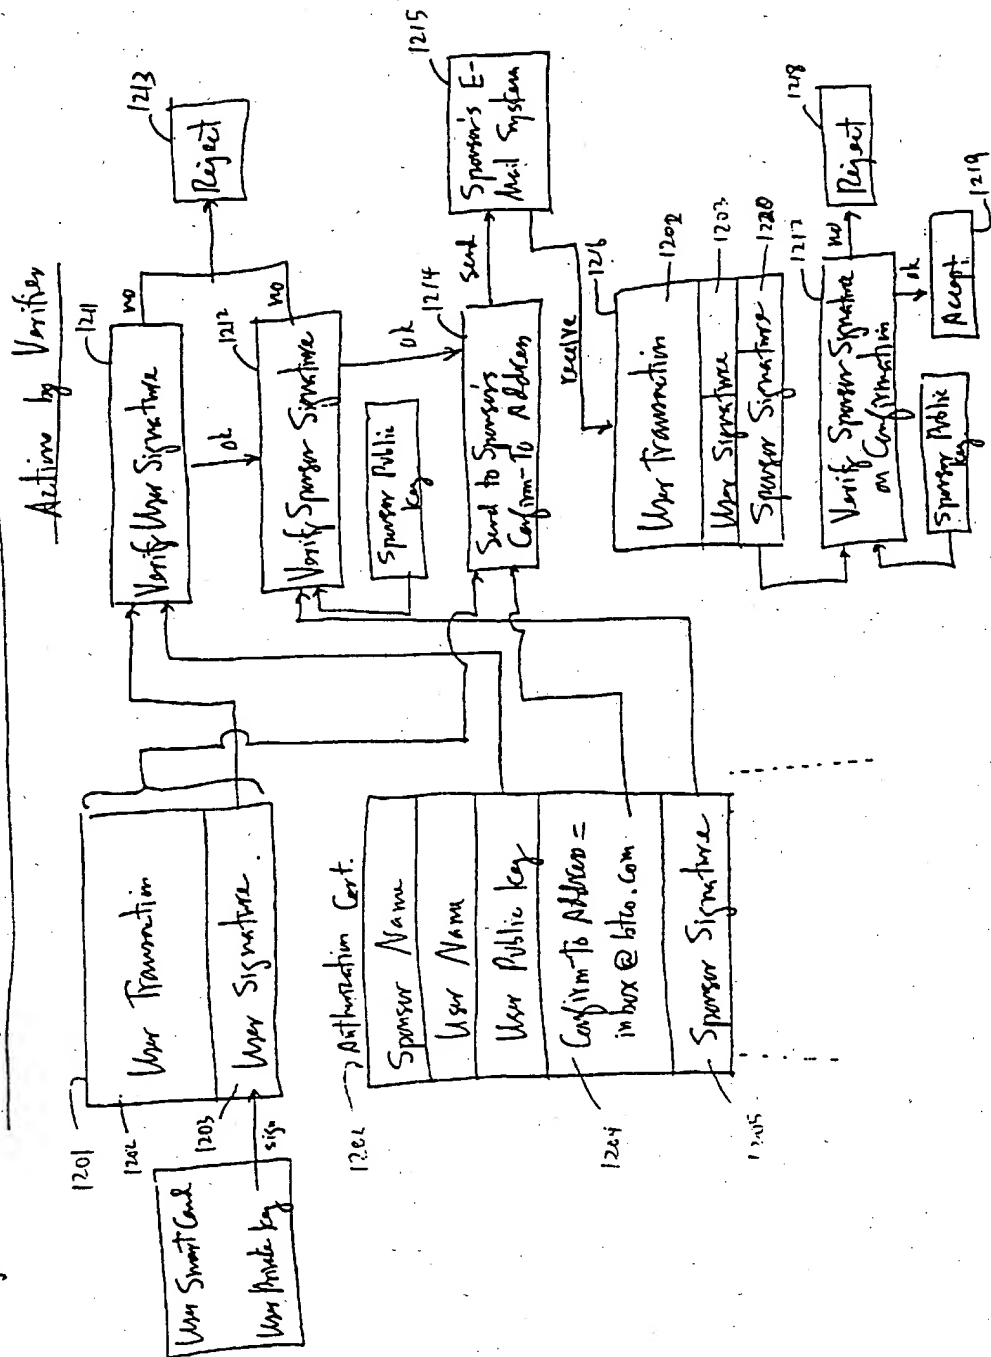 Action by Verifier
User Smart Card
User Private Key
sign
1201
1202
1203
User Transaction
User Signature
1211
Verify User Signature
no
ok
1212
Verify Sponsor Signature
no
1213
Reject
ok
Sponsor Public
Key
Authorization Cert.
Sponsor Name
User Name
User Public Key
Confirm-To Address =
inbox@btco.com
Sponsor Signature
1204
1205
1214
Send to Sponsor's
Confirm-To Address
send
1215
Sponsor's E-
Mail System
receive
1216
User Transaction
1202
User Signature
1203
Sponsor Signature
1220
1217
Verify Sponsor Signature
on Confirmation
no
1218
Reject
ok
Accept
1219
Sponsor Public
Key